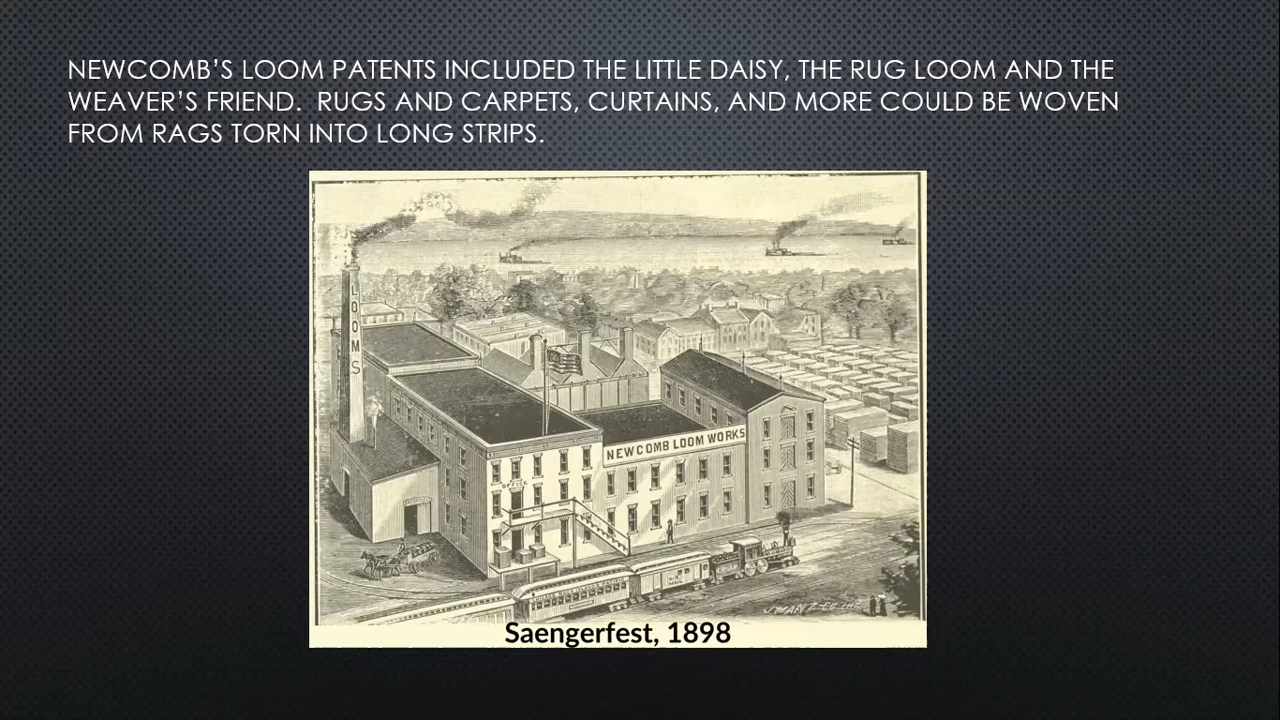 NEWCOMB’S LOOM PATENTS INCLUDED THE LITTLE DAISY, THE RUG LOOM AND THE
WEAVER’S FRIEND.  RUGS AND CARPETS, CURTAINS, AND MORE COULD BE WOVEN
FROM RAGS TORN INTO LONG STRIPS.
LOOMS
NEWCOMB LOOM WORKS
OFFICE
Saengerfest, 1898